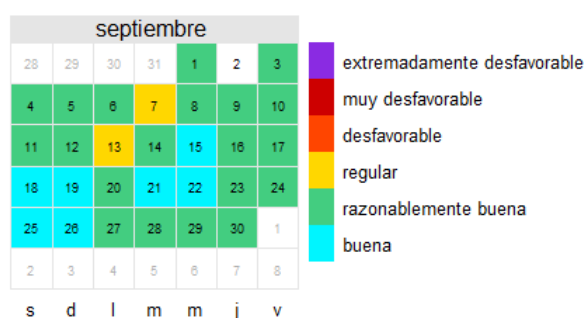 septiembre
28 29 30 31 1 2 3
4 5 6 7 8 9 10
11 12 13 14 15 16 17
18 19 20 21 22 23 24
25 26 27 28 29 30 1
2 3 4 5 6 7 8
s d l m m j v
extremadamente desfavorable
muy desfavorable
desfavorable
regular
razonablemente buena
buena